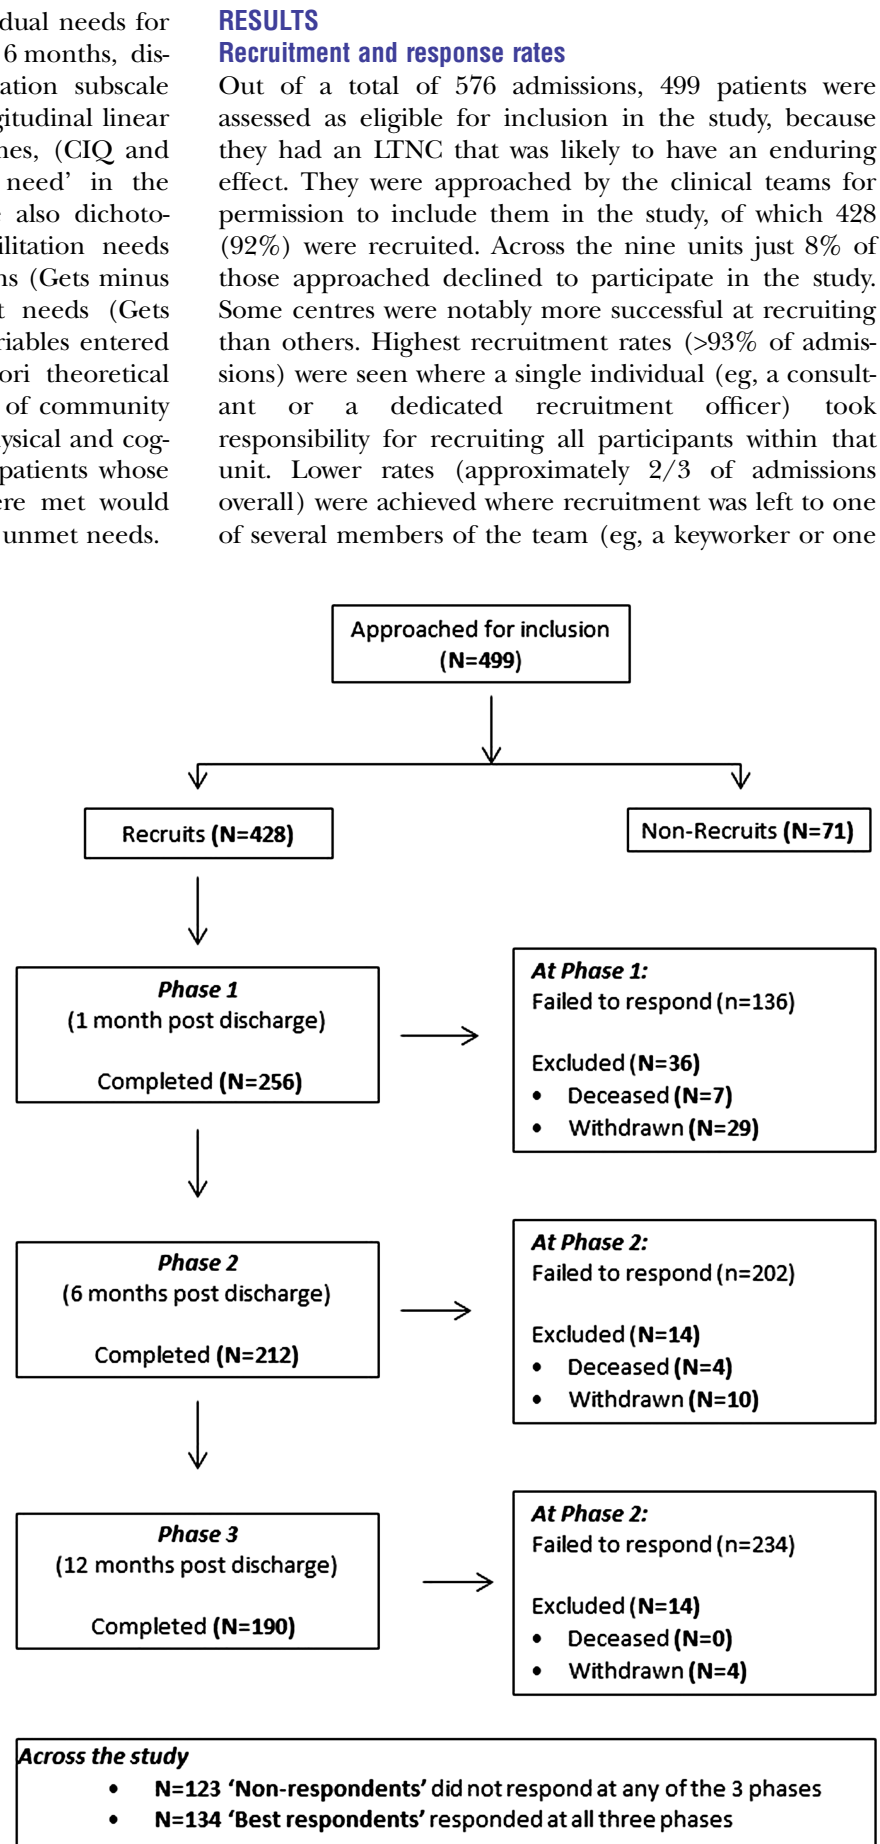 dual needs for
6 months, dis-
ation subscale
gitudinal linear
nes, (CIQ and
need’ in the
also dichoto-
ilitation needs
ns (Gets minus
t needs (Gets
riables entered
ori theoretical
of community
ysical and cog-
patients whose
ere met would
unmet needs.
RESULTS
Recruitment and response rates
Out of a total of 576 admissions, 499 patients were
assessed as eligible for inclusion in the study, because
they had an LTNC that was likely to have an enduring
effect. They were approached by the clinical teams for
permission to include them in the study, of which 428
(92%) were recruited. Across the nine units just 8% of
those approached declined to participate in the study.
Some centres were notably more successful at recruiting
than others. Highest recruitment rates (>93% of admis-
sions) were seen where a single individual (eg, a consult-
ant or a dedicated recruitment officer) took
responsibility for recruiting all participants within that
unit. Lower rates (approximately 2/3 of admissions
overall) were achieved where recruitment was left to one
of several members of the team (eg, a keyworker or one
Approached for inclusion
(N=499)
Recruits (N=428)
Non-Recruits (N=71)
Phase 1
(1 month post discharge)
Completed (N=256)
At Phase 1:
Failed to respond (n=136)
Excluded (N=36)
• Deceased (N=7)
• Withdrawn (N=29)
Phase 2
(6 months post discharge)
Completed (N=212)
At Phase 2:
Failed to respond (n=202)
Excluded (N=14)
• Deceased (N=4)
• Withdrawn (N=10)
Phase 3
(12 months post discharge)
Completed (N=190)
At Phase 2:
Failed to respond (n=234)
Excluded (N=14)
• Deceased (N=0)
• Withdrawn (N=4)
Across the study
• N=123 ‘Non-respondents’ did not respond at any of the 3 phases
• N=134 ‘Best respondents’ responded at all three phases